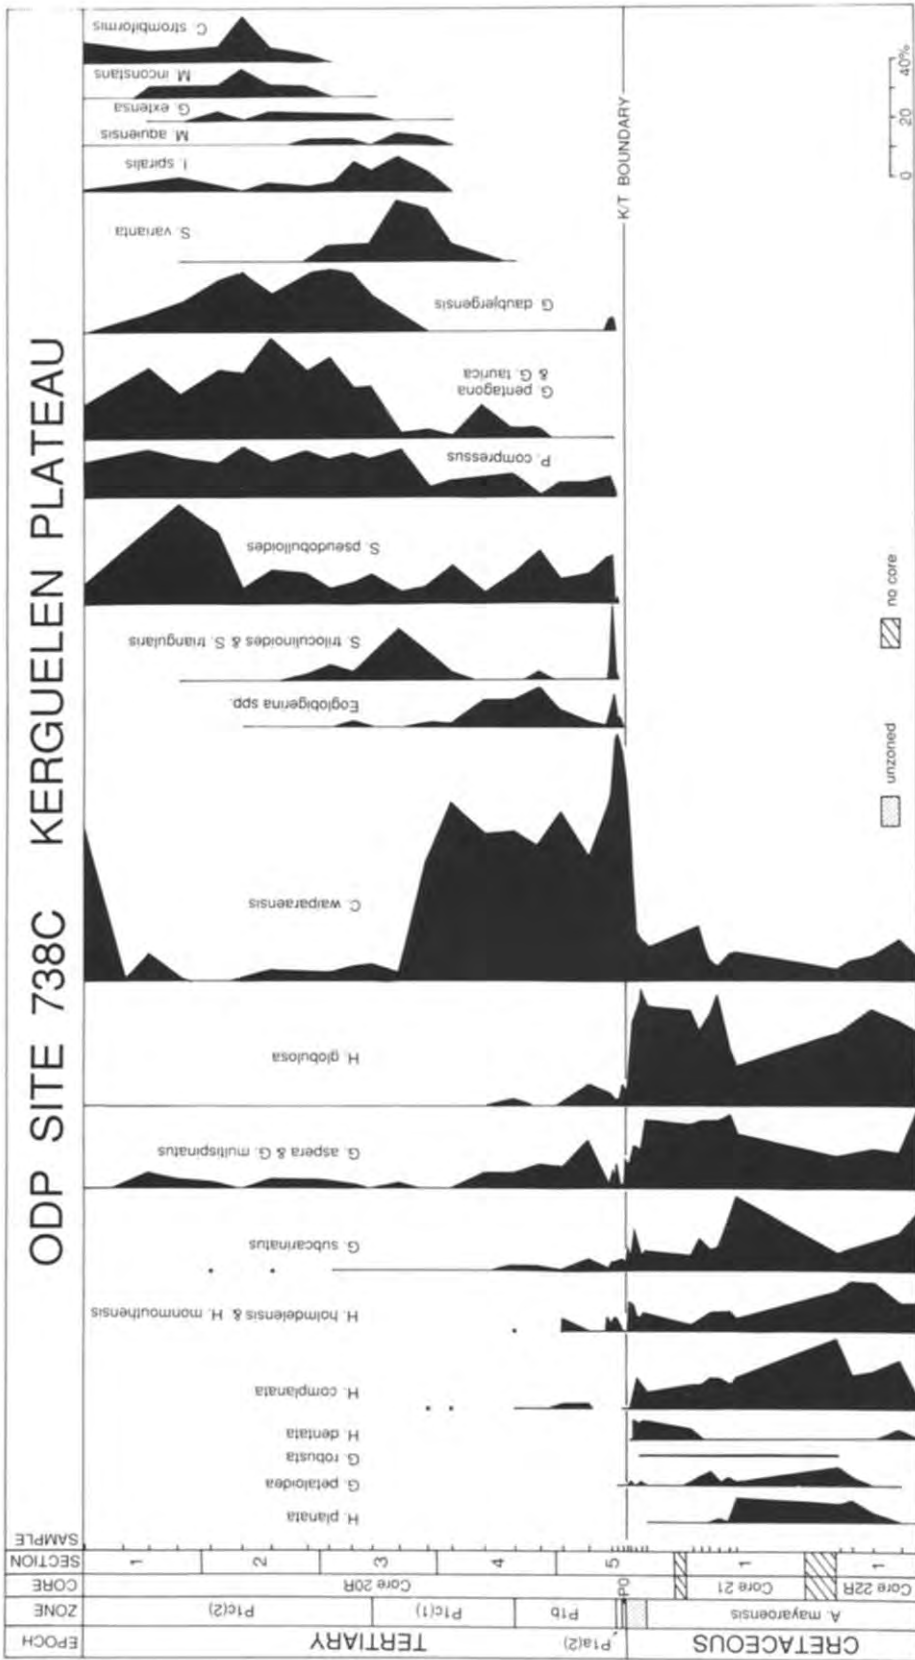 ODP SITE 738C   KERGUELEN PLATEAU
C. strombiformis
M. inconstans
G. extensa
M. aquiensis
I. spiralis
S. varianta
G. daubjergensis
G. pentagona
& G. taurica
P. compressus
S. pseudobulloides
S. triloculinoides & S. triangularis
Eoglobigerina spp.
C. waiparaensis
H. globulosa
G. aspera & G. multispinatus
G. subcarinatus
H. holmdelensis & H. monmouthensis
H. complanata
H. dentata
G. robusta
G. petaloidea
H. planata
K/T BOUNDARY
0 20 40%
no core
unzoned
SAMPLE
SECTION 1 2 3 4 5 1 1
CORE Core 20R Core 21 Core 22R
ZONE P1c(2) P1c(1) P1b P0 A. mayaroensis
EPOCH TERTIARY P1a(2) CRETACEOUS